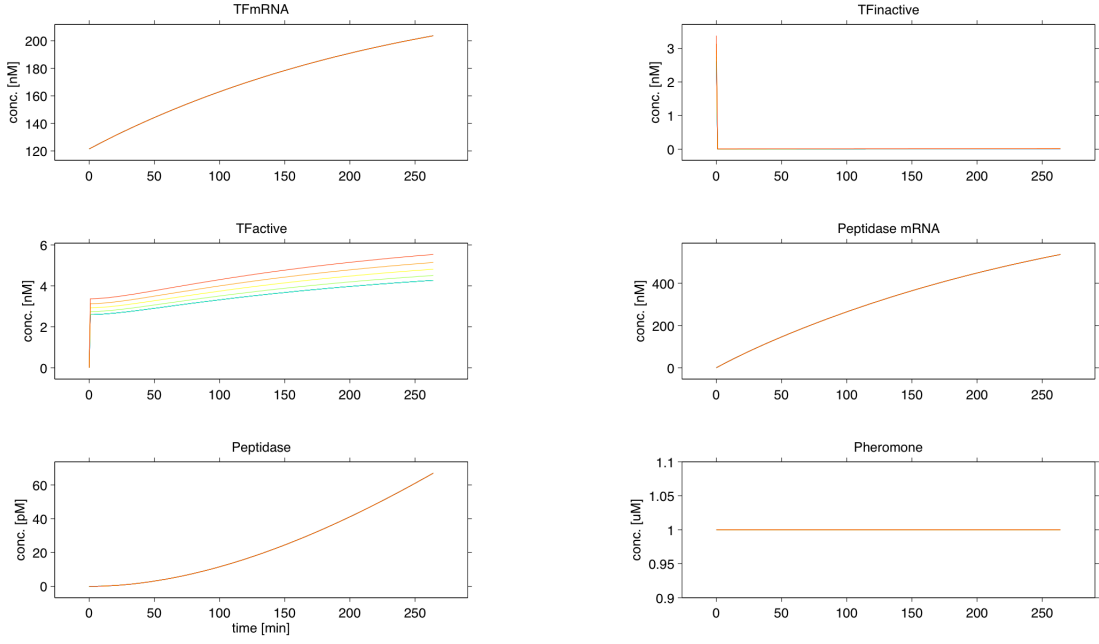 TFmRNA
conc. [nM]
200
180
160
140
120
0 50 100 150 200 250
TFinactive
conc. [nM]
3
2
1
0
0 50 100 150 200 250
TFactive
conc. [nM]
6
4
2
0
0 50 100 150 200 250
Peptidase mRNA
conc. [nM]
400
200
0
0 50 100 150 200 250
Peptidase
conc. [pM]
60
40
20
0
0 50 100 150 200 250
time [min]
Pheromone
conc. [uM]
1.1
1.05
1
0.95
0.9
0 50 100 150 200 250